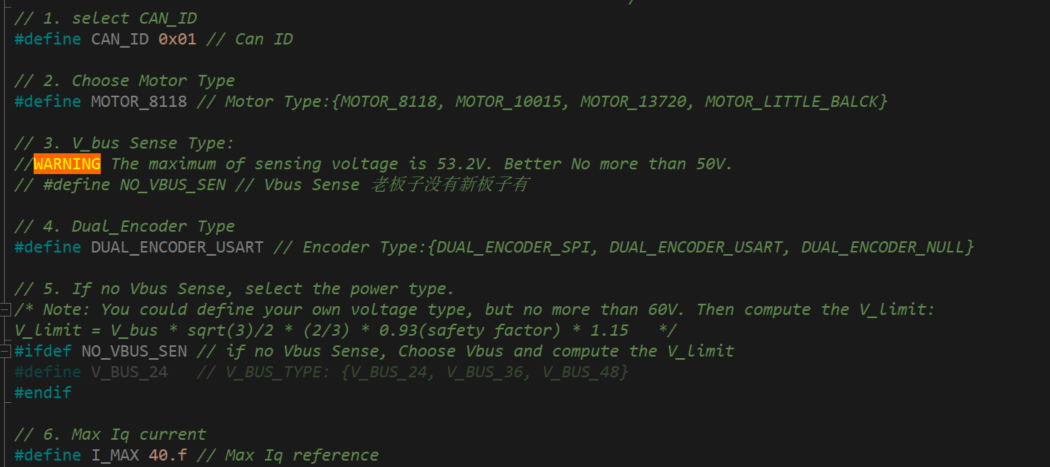 // 1. select CAN_ID
#define CAN_ID 0x01 // Can ID
// 2. Choose Motor Type
#define MOTOR_8118 // Motor Type:{MOTOR_8118, MOTOR_10015, MOTOR_13720, MOTOR_LITTLE_BALCK}
// 3. V_bus Sense Type:
//WARNING The maximum of sensing voltage is 53.2V. Better No more than 50V.
// #define NO_VBUS_SEN // Vbus Sense 老板子没有新板子有
// 4. Dual_Encoder Type
#define DUAL_ENCODER_USART // Encoder Type:{DUAL_ENCODER_SPI, DUAL_ENCODER_USART, DUAL_ENCODER_NULL}
// 5. If no Vbus Sense, select the power type.
/* Note: You could define your own voltage type, but no more than 60V. Then compute the V_limit:
V_limit = V_bus * sqrt(3)/2 * (2/3) * 0.93(safety factor) * 1.15   */
#ifdef NO_VBUS_SEN // if no Vbus Sense, Choose Vbus and compute the V_limit
#define V_BUS_24   // V_BUS_TYPE: {V_BUS_24, V_BUS_36, V_BUS_48}
#endif
// 6. Max Iq current
#define I_MAX 40.f // Max Iq reference